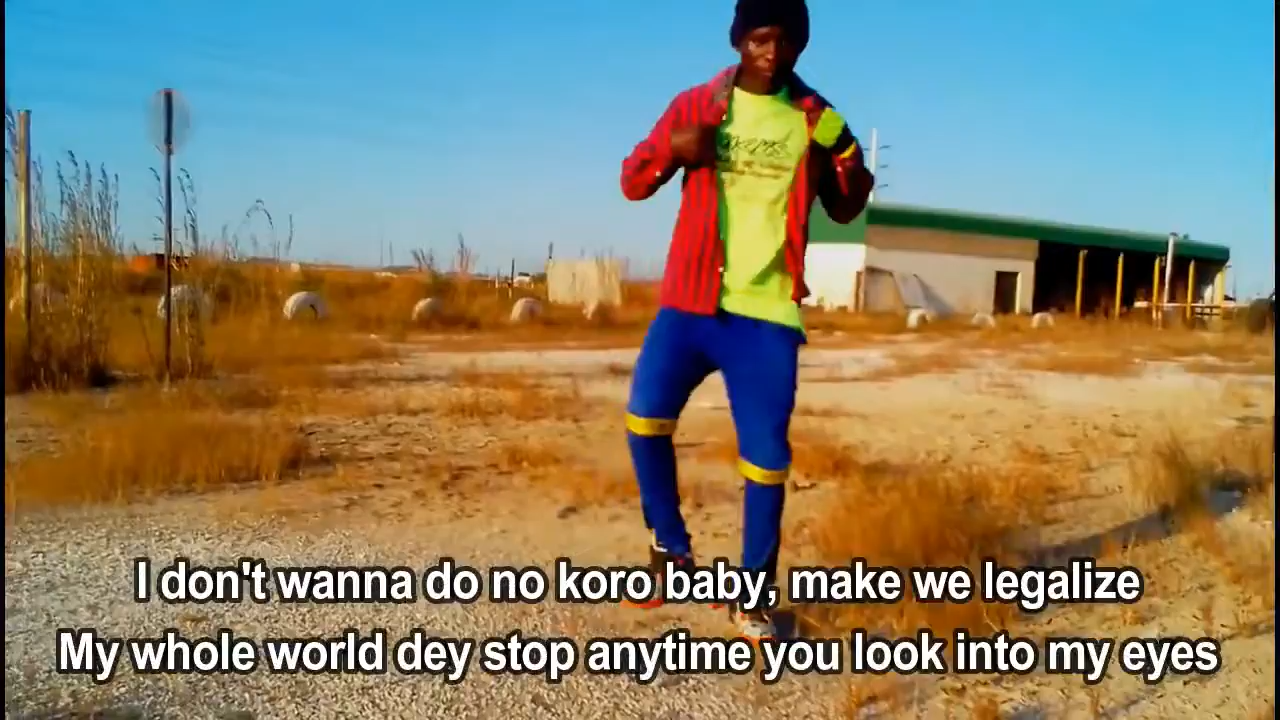 I don't wanna do no koro baby, make we legalize
My whole world dey stop anytime you look into my eyes